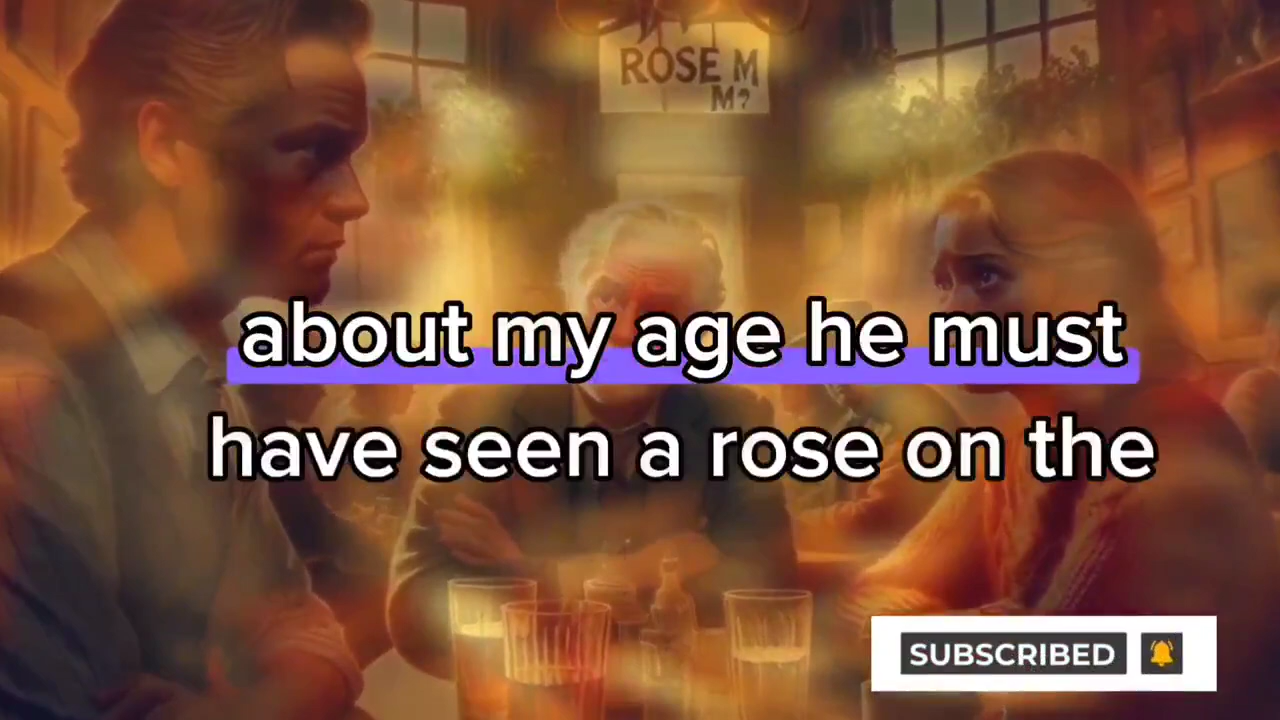 ROSE M
M?
about my age he must
have seen a rose on the
SUBSCRIBED